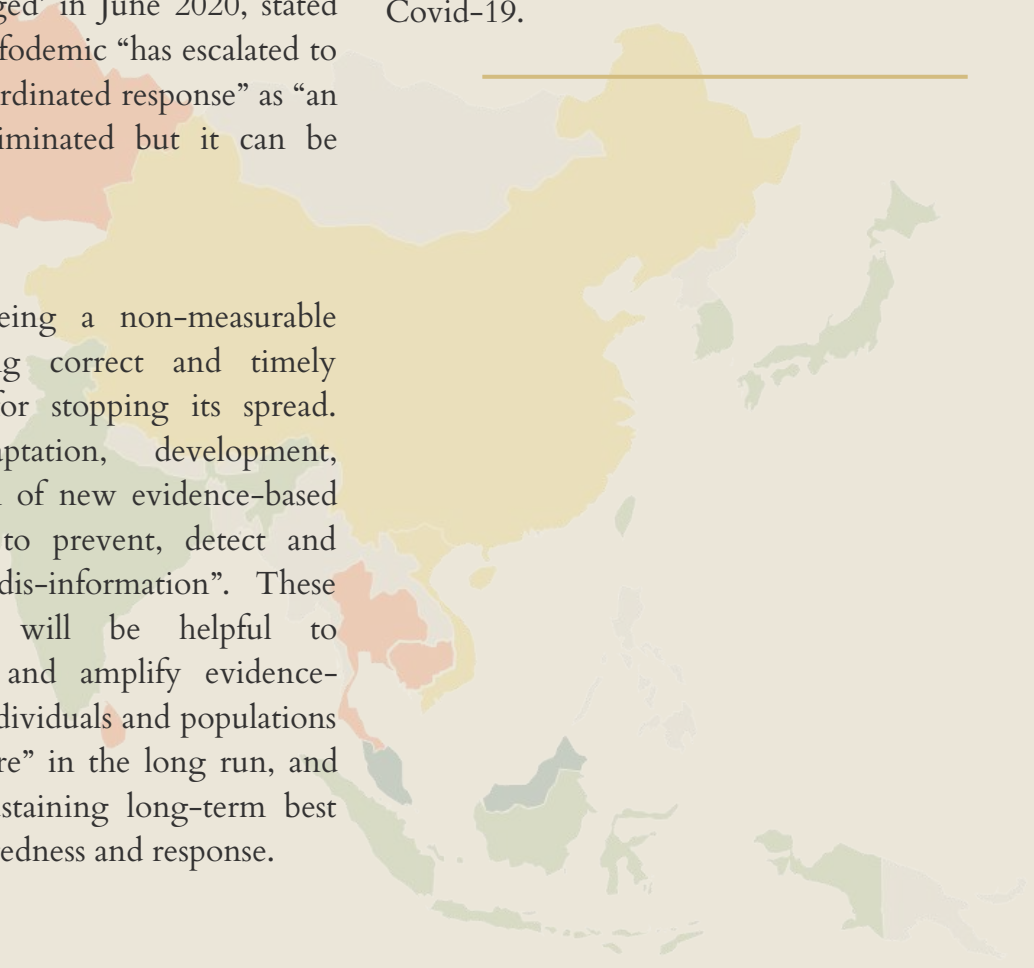 ged' in June 2020, stated
fodemic “has escalated to
rdinated response” as “an
iminated but it can be
eing a non-measurable
ng correct and timely
for stopping its spread.
aptation, development,
n of new evidence-based
to prevent, detect and
dis-information”. These
will be helpful to
and amplify evidence-
dividuals and populations
re” in the long run, and
staining long-term best
edness and response.
Covid-19.